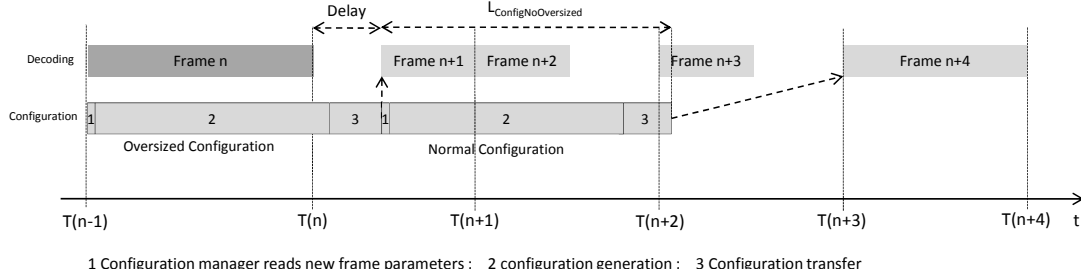 Delay
LConfigNoOversized
Decoding
Frame n
Frame n+1
Frame n+2
Frame n+3
Frame n+4
Configuration
1
2
3
1
2
3
Oversized Configuration
Normal Configuration
T(n-1)
T(n)
T(n+1)
T(n+2)
T(n+3)
T(n+4)
t
1 Configuration manager reads new frame parameters ; 2 configuration generation ; 3 Configuration transfer